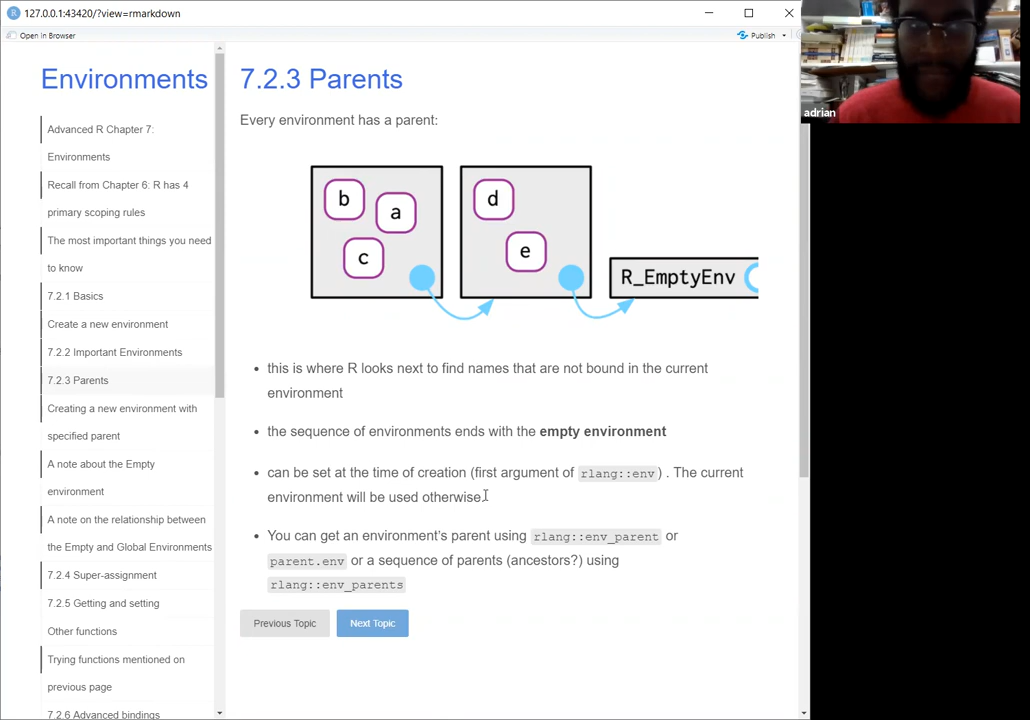 127.0.0.1:43420/?view=rmarkdown
Open in Browser
Publish
adrian
Environments
Advanced R Chapter 7:
Environments
Recall from Chapter 6: R has 4
primary scoping rules
The most important things you need
to know
7.2.1 Basics
Create a new environment
7.2.2 Important Environments
7.2.3 Parents
Creating a new environment with
specified parent
A note about the Empty
environment
A note on the relationship between
the Empty and Global Environments
7.2.4 Super-assignment
7.2.5 Getting and setting
Other functions
Trying functions mentioned on
previous page
7.2.6 Advanced bindings
7.2.3 Parents
Every environment has a parent:
b
a
c
d
e
R_EmptyEnv
this is where R looks next to find names that are not bound in the current
environment
the sequence of environments ends with the empty environment
can be set at the time of creation (first argument of rlang::env) . The current
environment will be used otherwise.
You can get an environment's parent using rlang::env_parent or
parent.env or a sequence of parents (ancestors?) using
rlang::env_parents
Previous Topic
Next Topic